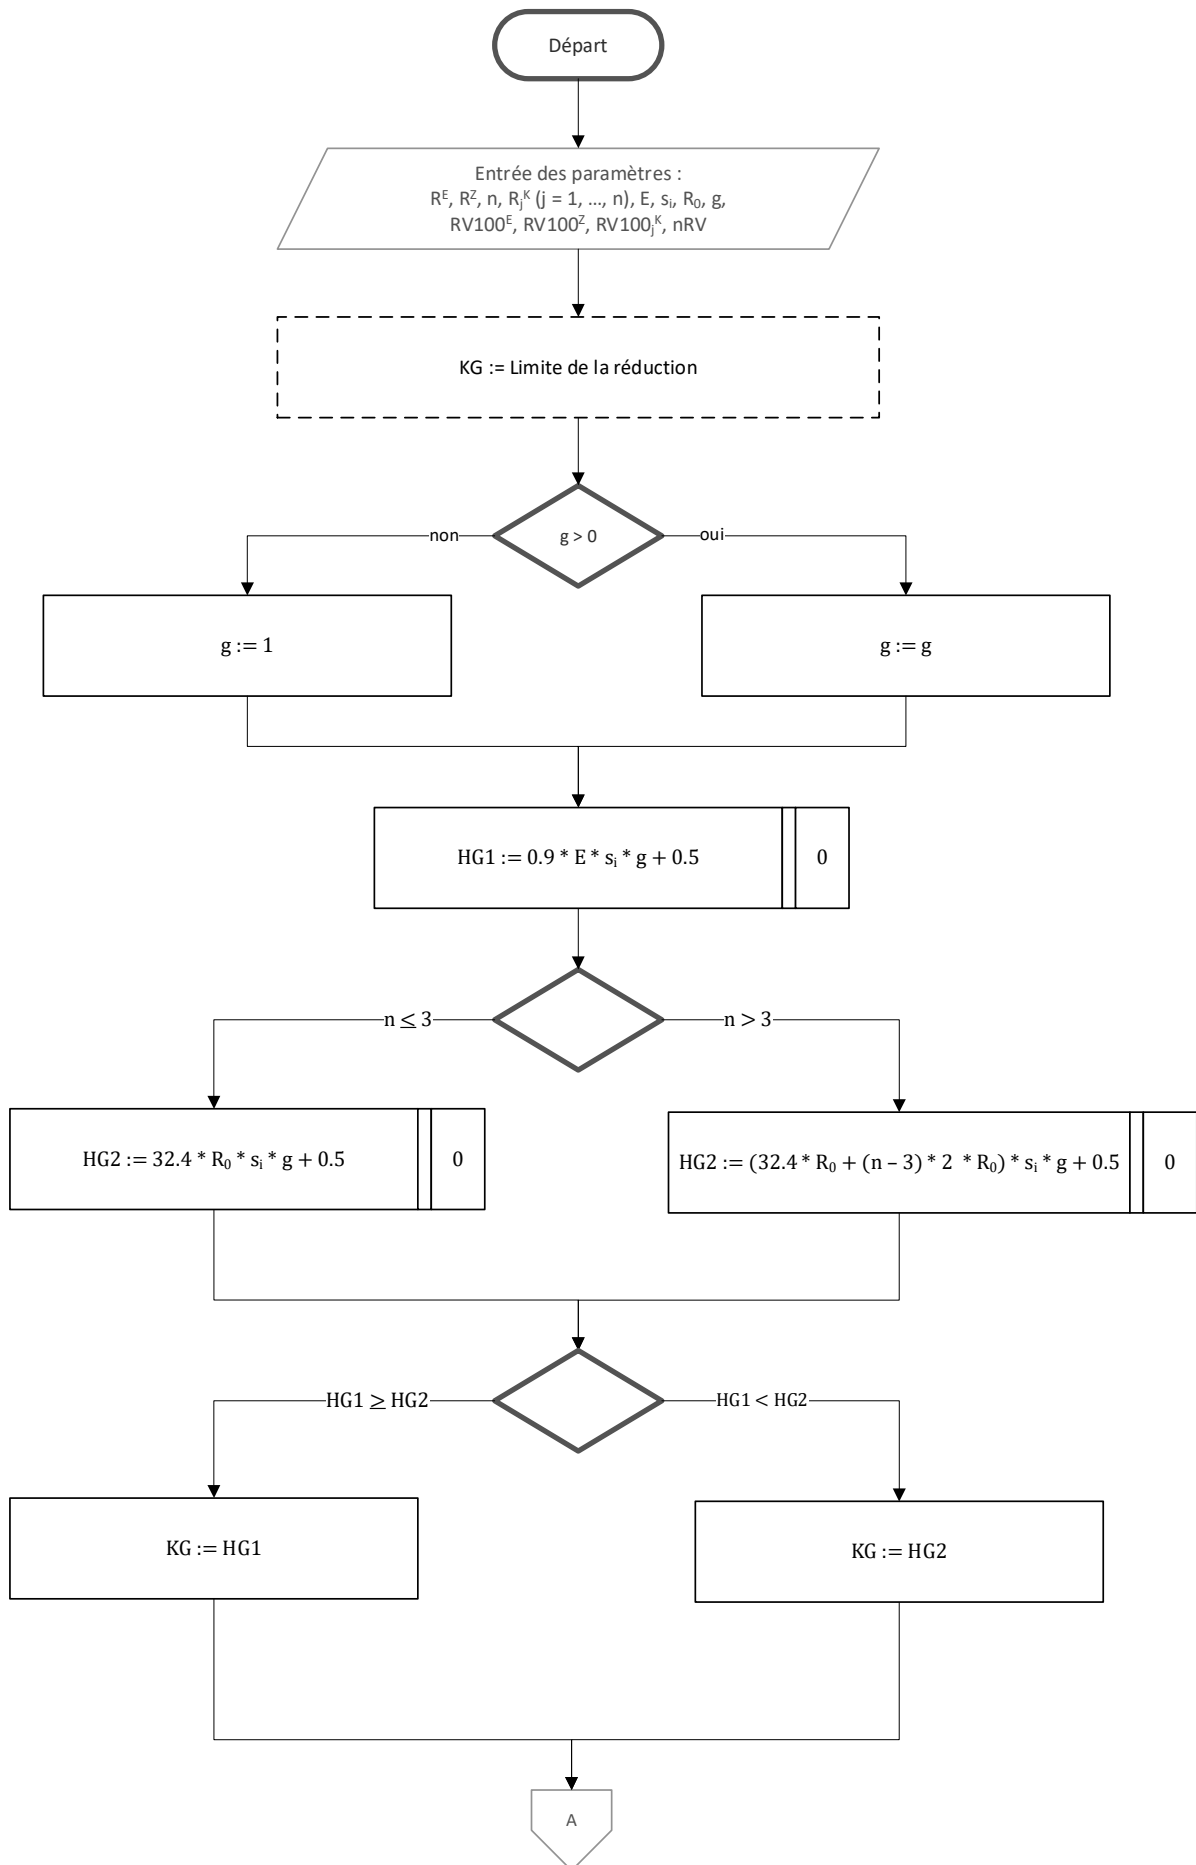 Départ
Entrée des paramètres :
Rᴱ, Rᶻ, n, Rⱼᴷ (j = 1, ..., n), E, sᵢ, R₀, g,
RV100ᴱ, RV100ᶻ, RV100ⱼᴷ, nRV
KG := Limite de la réduction
non
g > 0
oui
g := 1
g := g
HG1 := 0.9 * E * sᵢ * g + 0.5
0
n ≤ 3
n > 3
HG2 := 32.4 * R₀ * sᵢ * g + 0.5
0
HG2 := (32.4 * R₀ + (n – 3) * 2 * R₀) * sᵢ * g + 0.5
0
HG1 ≥ HG2
HG1 < HG2
KG := HG1
KG := HG2
A